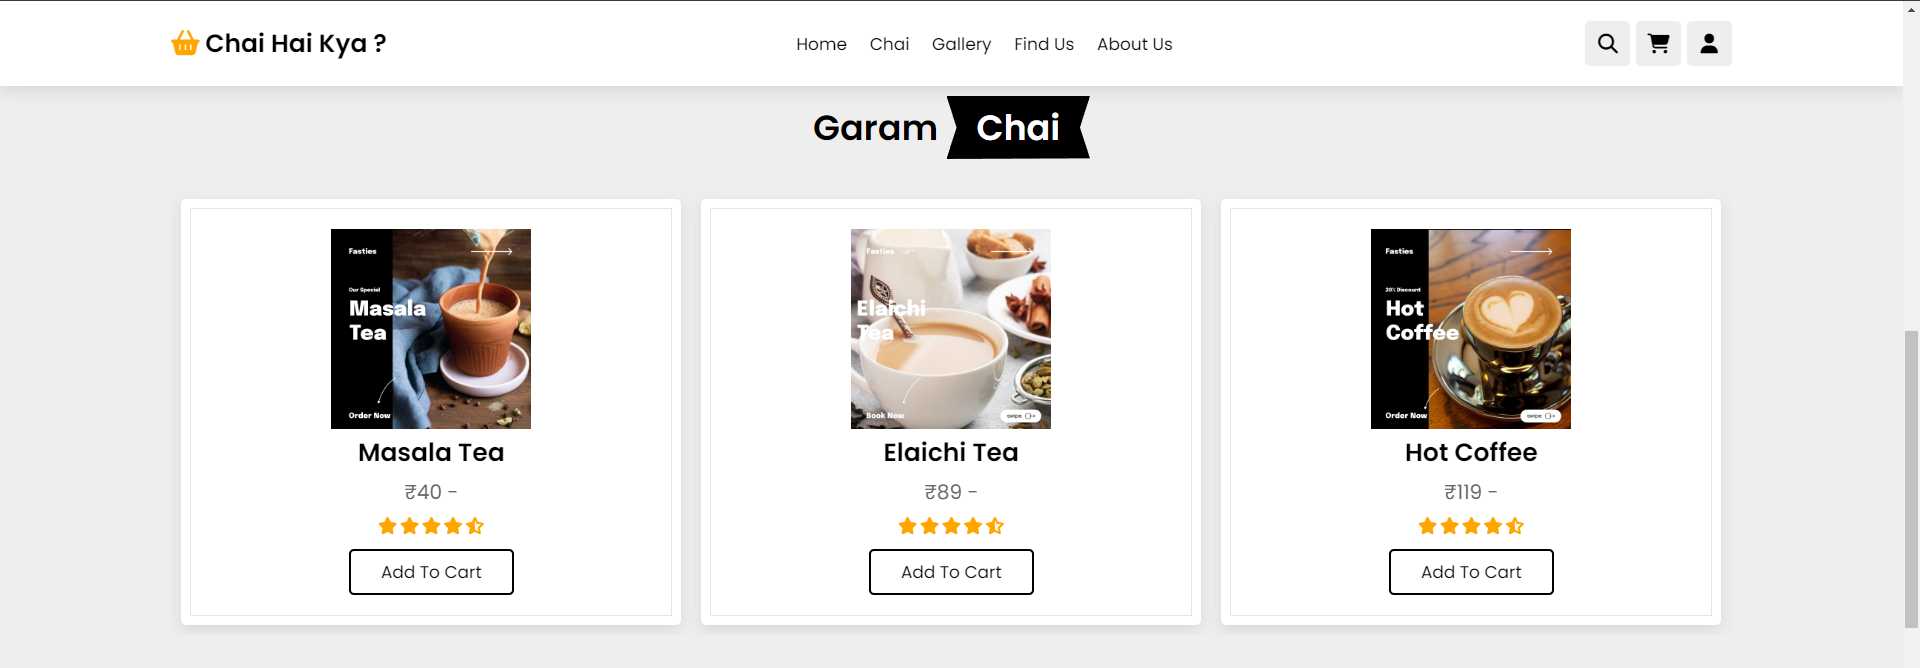 Chai Hai Kya ?
Home Chai Gallery Find Us About Us
Garam Chai
Fasties
Our Special
Masala
Tea
Order Now
Masala Tea
₹40 -
Add To Cart
Fasties
Elaichi
Tea
Book Now
swipe
Elaichi Tea
₹89 -
Add To Cart
Fasties
20% Discount
Hot
Coffee
Order Now
swipe
Hot Coffee
₹119 -
Add To Cart